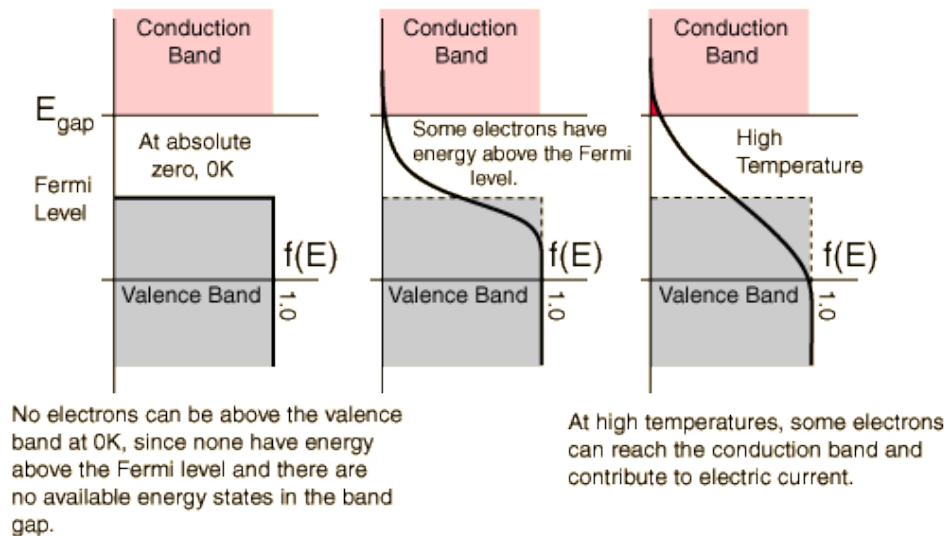 Conduction
Band
E gap
At absolute
zero, 0K
Fermi
Level
f(E)
Valence Band
1.0
Conduction
Band
Some electrons have
energy above the Fermi
level.
f(E)
Valence Band
1.0
Conduction
Band
High
Temperature
f(E)
Valence Band
1.0
No electrons can be above the valence
band at 0K, since none have energy
above the Fermi level and there are
no available energy states in the band
gap.
At high temperatures, some electrons
can reach the conduction band and
contribute to electric current.